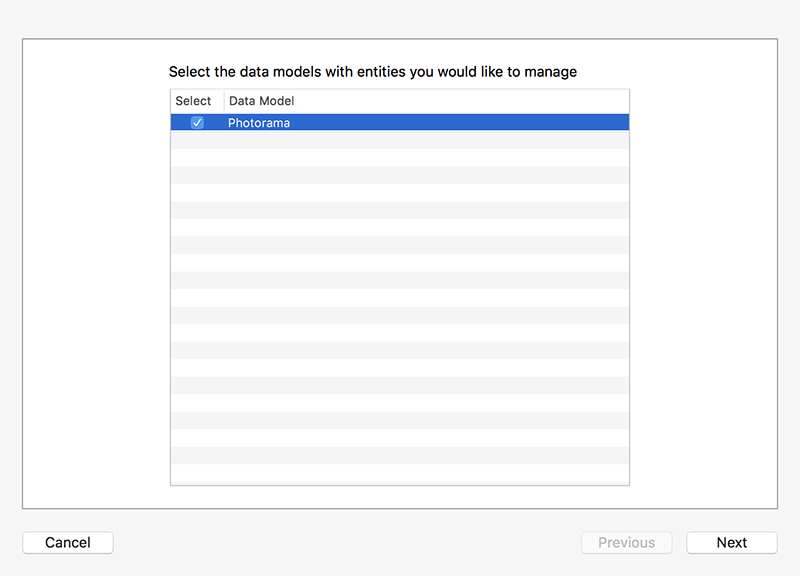 Select the data models with entities you would like to manage
Select Data Model
Photorama
Cancel Previous Next